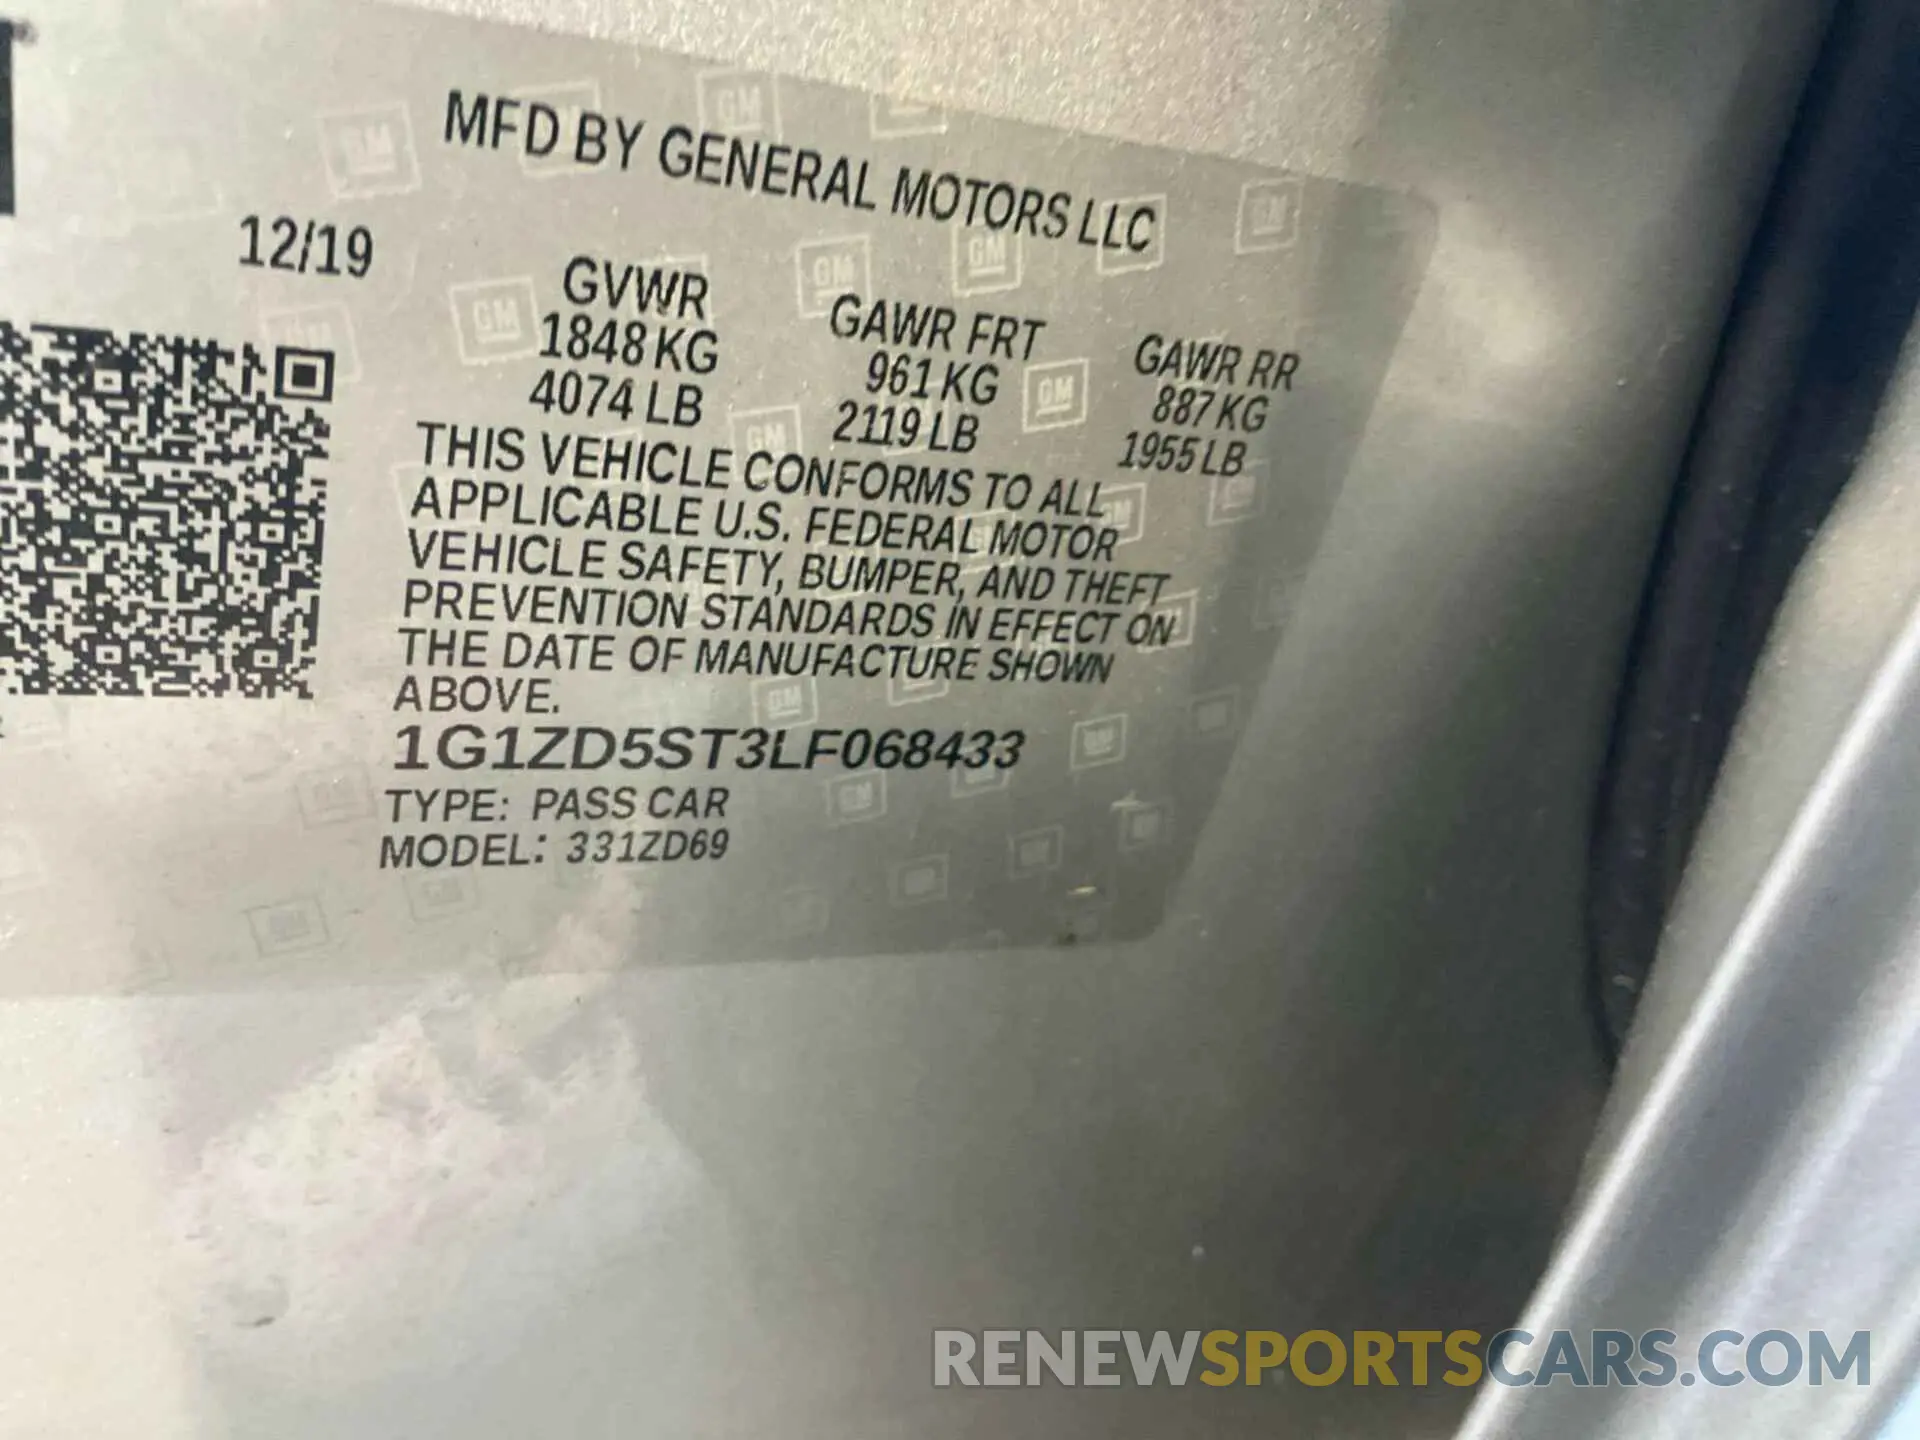 MFD BY GENERAL MOTORS LLC
12/19
GVWR GAWR FRT GAWR RR
1848 KG 961 KG 887 KG
4074 LB 2119 LB 1955 LB
THIS VEHICLE CONFORMS TO ALL
APPLICABLE U.S. FEDERAL MOTOR
VEHICLE SAFETY, BUMPER, AND THEFT
PREVENTION STANDARDS IN EFFECT ON
THE DATE OF MANUFACTURE SHOWN
ABOVE.
1G1ZD5ST3LF068433
TYPE: PASS CAR
MODEL: 331ZD69
RENEWSPORTSCARS.COM